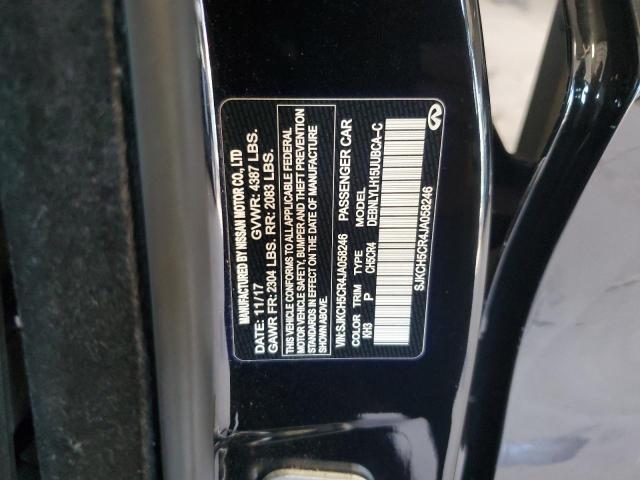 MANUFACTURED BY NISSAN MOTOR CO., LTD
DATE: 11/17 GVWR: 4387 LBS.
GAWR FR: 2304 LBS. RR: 2083 LBS.
THIS VEHICLE CONFORMS TO ALL APPLICABLE FEDERAL
MOTOR VEHICLE SAFETY, BUMPER AND THEFT PREVENTION
STANDARDS IN EFFECT ON THE DATE OF MANUFACTURE
SHOWN ABOVE.
VIN:SJKCH5CR4JA058246 PASSENGER CAR
COLOR TRIM TYPE MODEL
KH3 P CH5CR4 DEBNLYLH15UUBCA-C
SJKCH5CR4JA058246